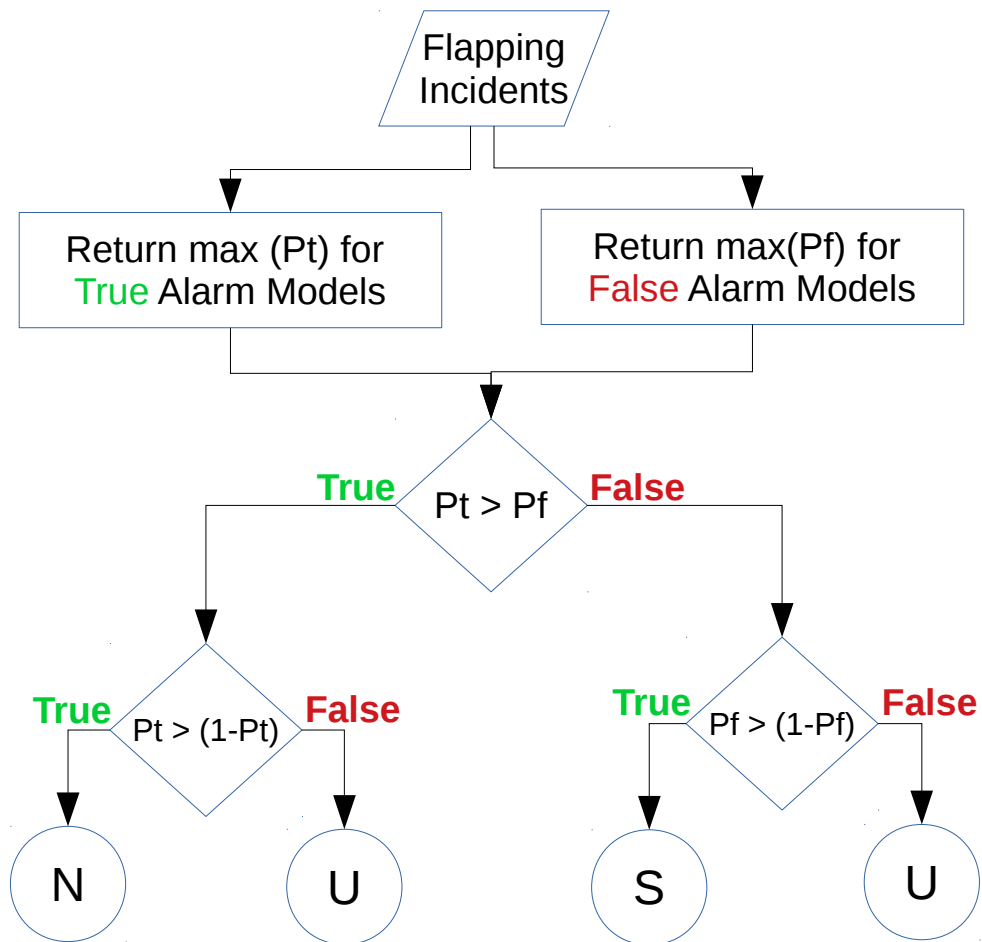 Flapping
Incidents
Return max (Pt) for
True Alarm Models
Return max(Pf) for
False Alarm Models
True
Pt > Pf
False
True
Pt > (1-Pt)
False
True
Pf > (1-Pf)
False
N
U
S
U